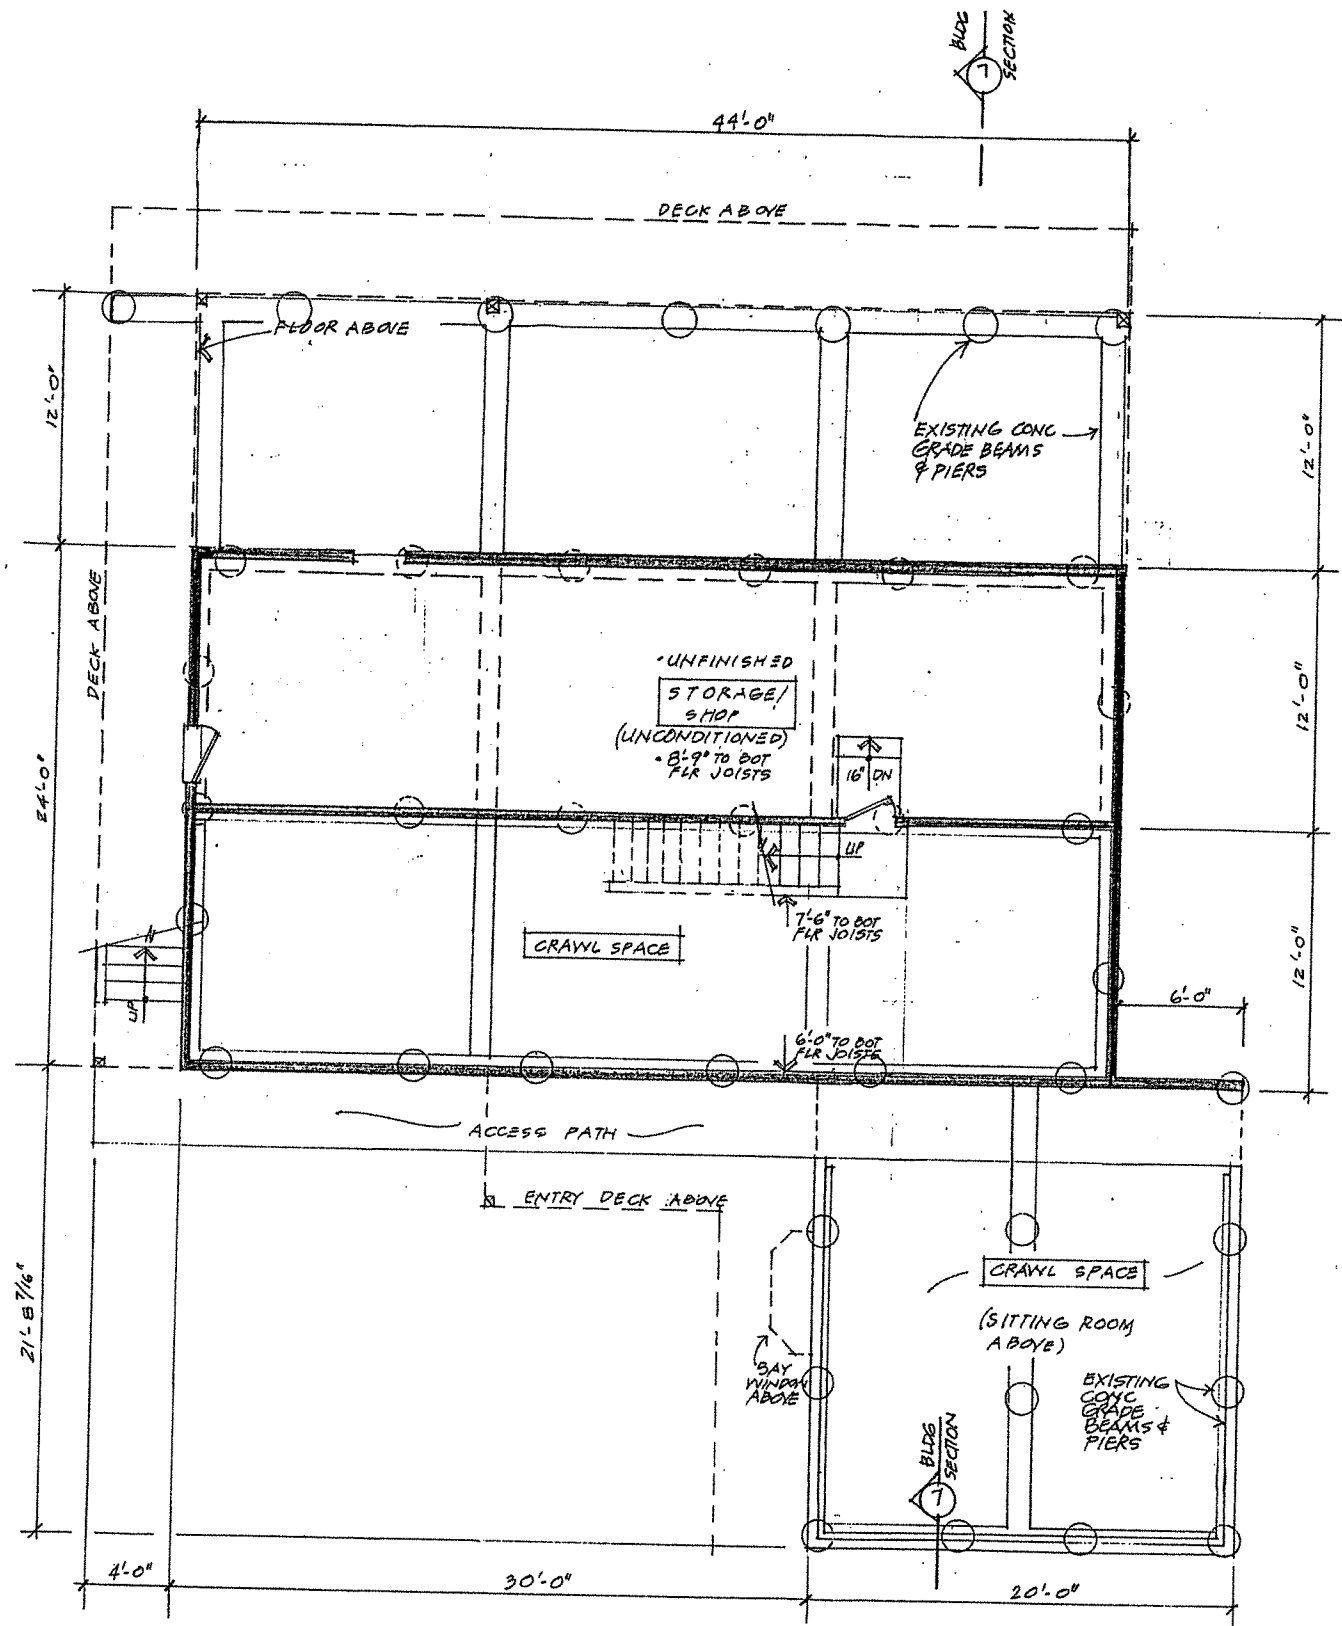 BLDG
SECTION
7
44'-0"
DECK ABOVE
FLOOR ABOVE
12'-0"
EXISTING CONC
GRADE BEAMS
& PIERS
12'-0"
DECK ABOVE
• UNFINISHED
STORAGE/
SHOP
(UNCONDITIONED)
• 8'-9" TO BOT
FLR JOISTS
16" DN
12'-0"
24'-0"
UP
7'-6" TO BOT
FLR JOISTS
CRAWL SPACE
UP
12'-0"
6'-0"
6'-0" TO BOT
FLR JOISTS
ACCESS PATH
ENTRY DECK ABOVE
21'-8 7/16"
CRAWL SPACE
(SITTING ROOM
ABOVE)
BAY
WINDOW
ABOVE
EXISTING
CONC
GRADE
BEAMS &
PIERS
BLDG
SECTION
7
4'-0"
30'-0"
20'-0"